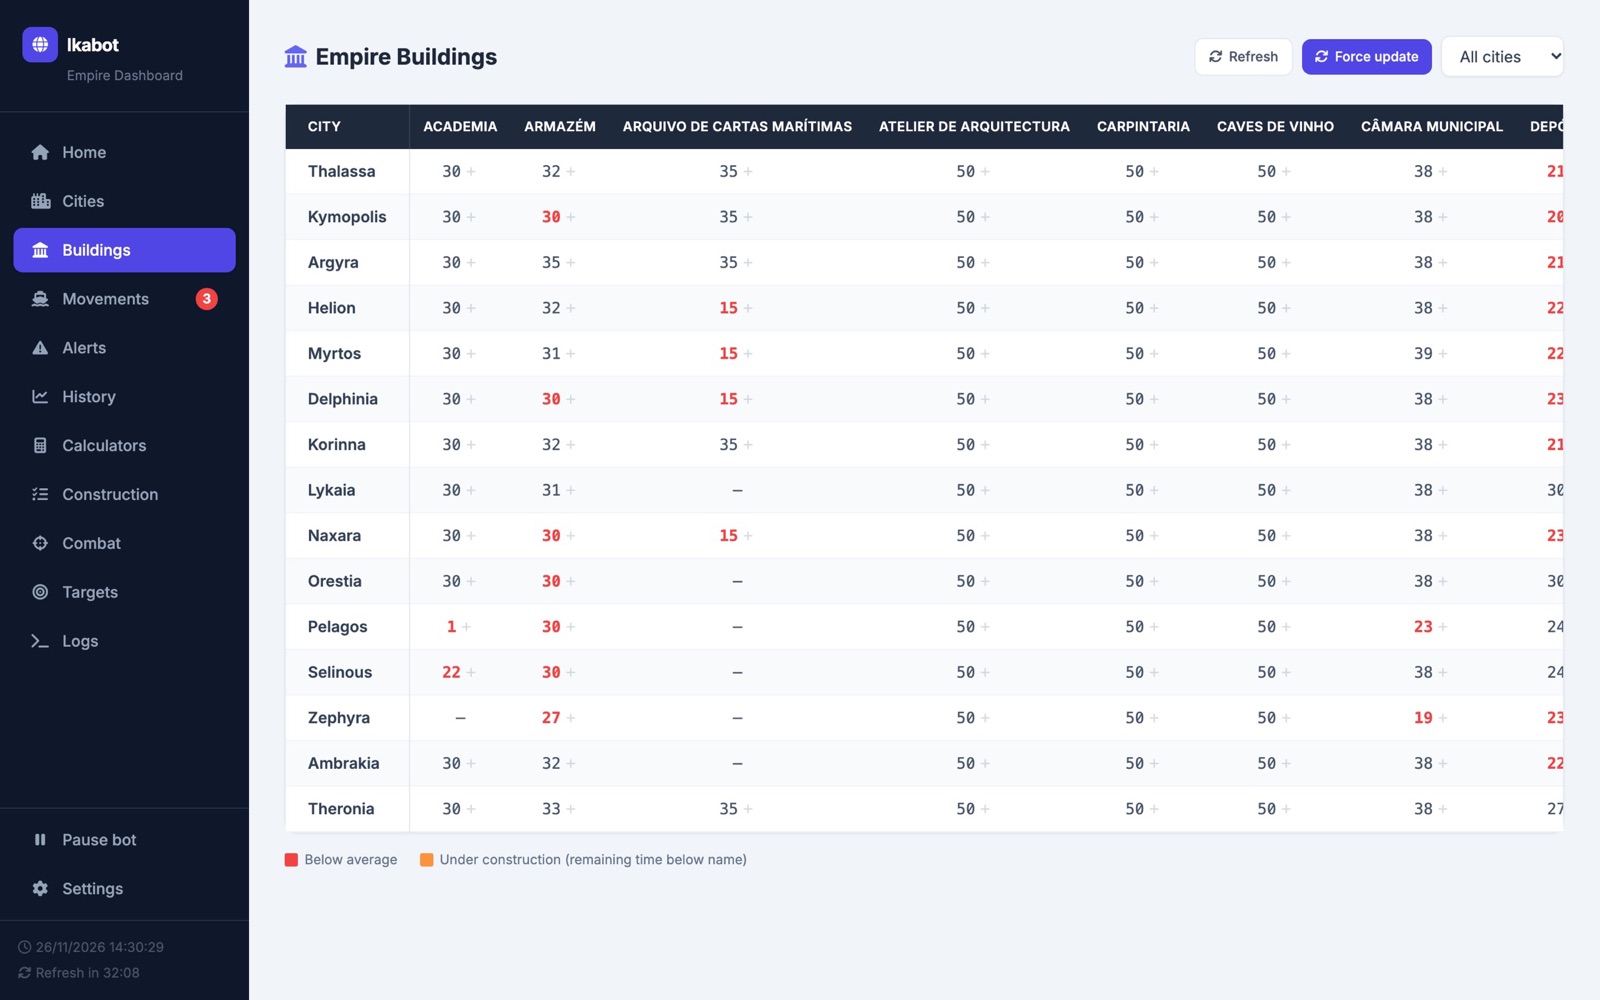 Ikabot
Empire Dashboard
Home
Cities
Buildings
Movements 3
Alerts
History
Calculators
Construction
Combat
Targets
Logs
Pause bot
Settings
26/11/2026 14:30:29
Refresh in 32:08
Empire Buildings
Refresh
Force update
All cities
CITY ACADEMIA ARMAZÉM ARQUIVO DE CARTAS MARÍTIMAS ATELIER DE ARQUITECTURA CARPINTARIA CAVES DE VINHO CÂMARA MUNICIPAL DEPÓ
Thalassa 30 + 32 + 35 + 50 + 50 + 50 + 38 + 21
Kymopolis 30 + 30 + 35 + 50 + 50 + 50 + 38 + 20
Argyra 30 + 35 + 35 + 50 + 50 + 50 + 38 + 21
Helion 30 + 32 + 15 + 50 + 50 + 50 + 38 + 22
Myrtos 30 + 31 + 15 + 50 + 50 + 50 + 39 + 22
Delphinia 30 + 30 + 15 + 50 + 50 + 50 + 38 + 23
Korinna 30 + 32 + 35 + 50 + 50 + 50 + 38 + 21
Lykaia 30 + 31 + – 50 + 50 + 50 + 38 + 30
Naxara 30 + 30 + 15 + 50 + 50 + 50 + 38 + 23
Orestia 30 + 30 + – 50 + 50 + 50 + 38 + 30
Pelagos 1 + 30 + – 50 + 50 + 50 + 23 + 24
Selinous 22 + 30 + – 50 + 50 + 50 + 38 + 24
Zephyra – 27 + – 50 + 50 + 50 + 19 + 23
Ambrakia 30 + 32 + – 50 + 50 + 50 + 38 + 22
Theronia 30 + 33 + 35 + 50 + 50 + 50 + 38 + 27
Below average
Under construction (remaining time below name)